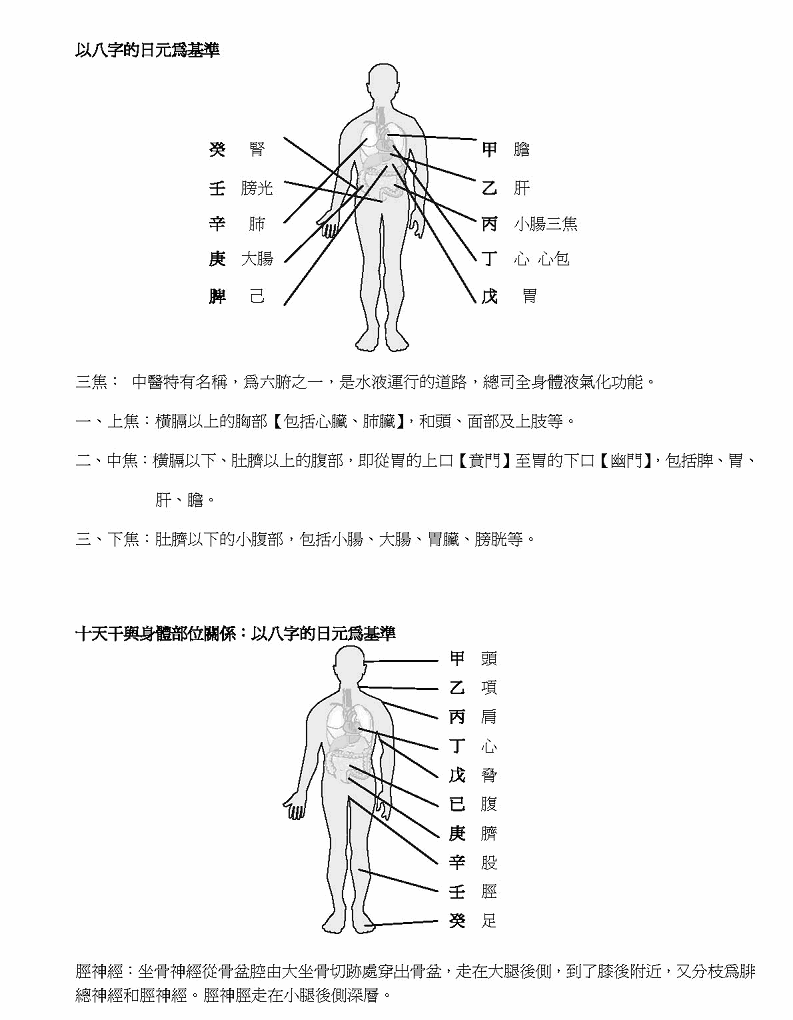 以八字的日元爲基準
癸 腎 甲 膽
壬 膀光 乙 肝
辛 肺 丙 小腸三焦
庚 大腸 丁 心 心包
脾 己 戊 胃
三焦： 中醫特有名稱，爲六腑之一，是水液運行的道路，總司全身體液氣化功能。
一、上焦：橫膈以上的胸部【包括心臟、肺臟】，和頭、面部及上肢等。
二、中焦：橫膈以下、肚臍以上的腹部，即從胃的上口【賁門】至胃的下口【幽門】，包括脾、胃、
肝、膽。
三、下焦：肚臍以下的小腹部，包括小腸、大腸、胃臟、膀胱等。
十天干與身體部位關係：以八字的日元爲基準
甲 頭
乙 項
丙 肩
丁 心
戊 脅
已 腹
庚 臍
辛 股
壬 脛
癸 足
脛神經：坐骨神經從骨盆腔由大坐骨切跡處穿出骨盆，走在大腿後側，到了膝後附近，又分枝爲腓
總神經和脛神經。脛神脛走在小腿後側深層。